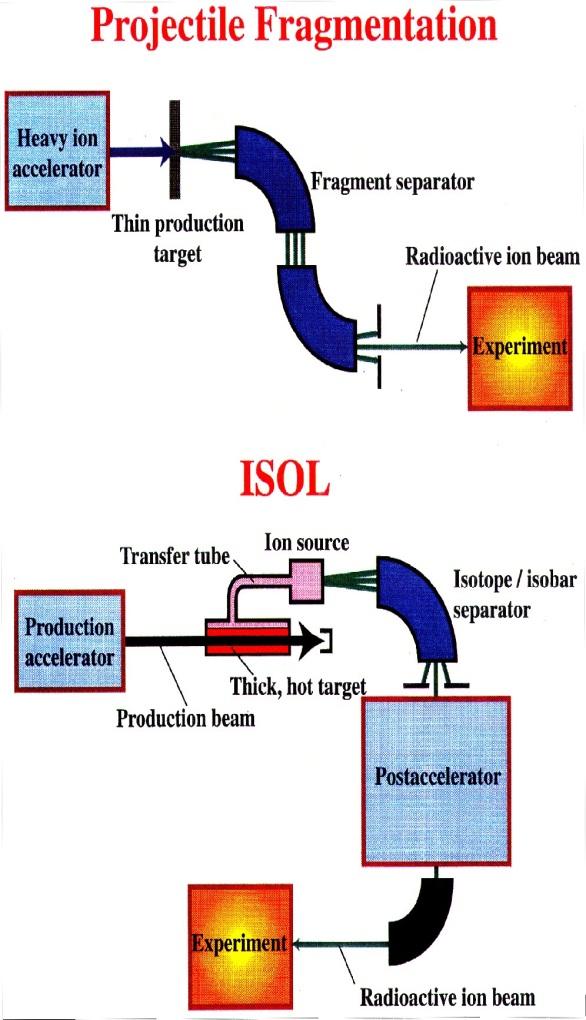 Projectile Fragmentation
Heavy ion
accelerator
Thin production
target
Fragment separator
Radioactive ion beam
Experiment
ISOL
Transfer tube
Ion source
Isotope / isobar
separator
Production
accelerator
Thick, hot target
Production beam
Postaccelerator
Experiment
Radioactive ion beam